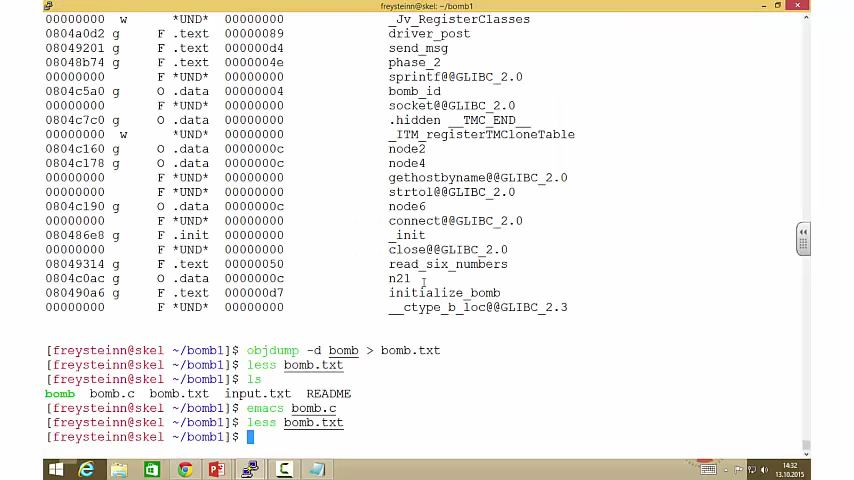 freysteinn@skel: ~/bomb1
00000000 w *UND* 00000000 _Jv_RegisterClasses
0804a0d2 g F .text 00000089 driver_post
08049201 g F .text 000000d4 send_msg
08048b74 g F .text 0000004e phase_2
00000000 F *UND* 00000000 sprintf@@GLIBC_2.0
0804c5a0 g O .data 00000004 bomb_id
00000000 F *UND* 00000000 socket@@GLIBC_2.0
0804c7c0 g O .data 00000000 .hidden __TMC_END__
00000000 w *UND* 00000000 _ITM_registerTMCloneTable
0804c160 g O .data 0000000c node2
0804c178 g O .data 0000000c node4
00000000 F *UND* 00000000 gethostbyname@@GLIBC_2.0
00000000 F *UND* 00000000 strtol@@GLIBC_2.0
0804c190 g O .data 0000000c node6
00000000 F *UND* 00000000 connect@@GLIBC_2.0
080486e8 g F .init 00000000 _init
00000000 F *UND* 00000000 close@@GLIBC_2.0
08049314 g F .text 00000050 read_six_numbers
0804c0ac g O .data 0000000c n21
080490a6 g F .text 000000d7 initialize_bomb
00000000 F *UND* 00000000 __ctype_b_loc@@GLIBC_2.3
[freysteinn@skel ~/bomb1]$ objdump -d bomb > bomb.txt
[freysteinn@skel ~/bomb1]$ less bomb.txt
[freysteinn@skel ~/bomb1]$ ls
bomb bomb.c bomb.txt input.txt README
[freysteinn@skel ~/bomb1]$ emacs bomb.c
[freysteinn@skel ~/bomb1]$ less bomb.txt
[freysteinn@skel ~/bomb1]$
14:32
13.10.2015